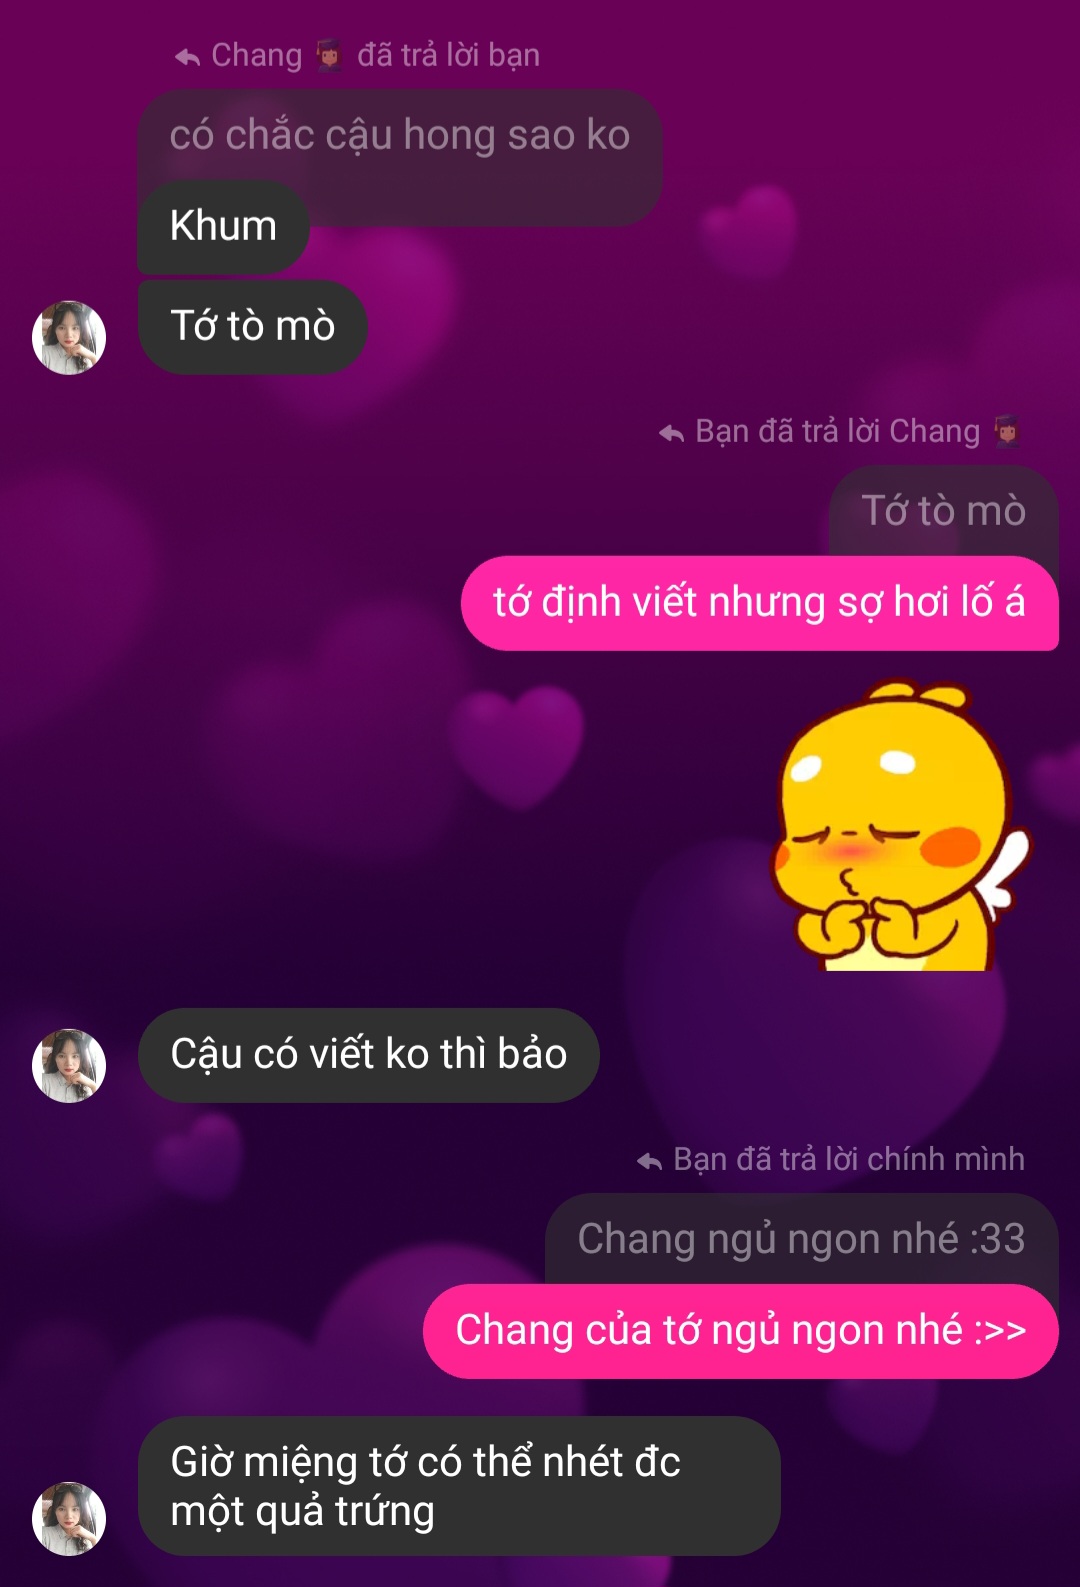 Chang 👩🏾‍🎓 đã trả lời bạn
có chắc cậu hong sao ko
Khum
Tớ tò mò
Bạn đã trả lời Chang 👩🏾‍🎓
Tớ tò mò
tớ định viết nhưng sợ hơi lố á
Cậu có viết ko thì bảo
Bạn đã trả lời chính mình
Chang ngủ ngon nhé :33
Chang của tớ ngủ ngon nhé :>>
Giờ miệng tớ có thể nhét đc
một quả trứng